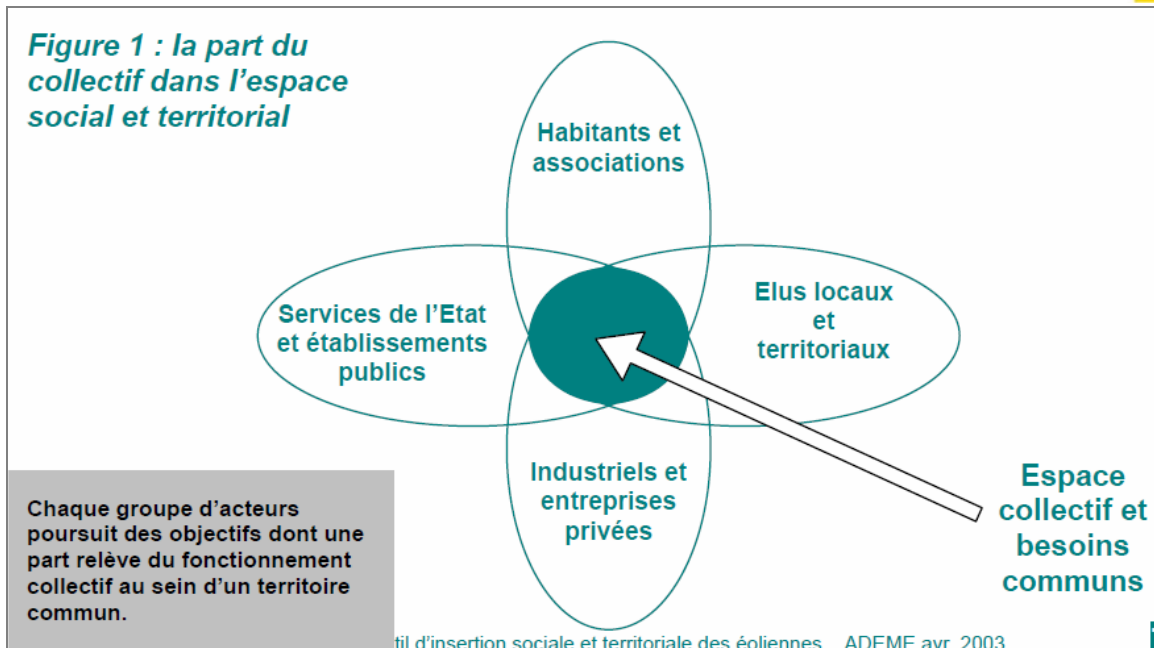 Figure 1 : la part du
collectif dans l'espace
social et territorial
Habitants et
associations
Services de l'Etat
et établissements
publics
Elus locaux
et
territoriaux
Industriels et
entreprises
privées
Espace
collectif et
besoins
communs
Chaque groupe d'acteurs
poursuit des objectifs dont une
part relève du fonctionnement
collectif au sein d'un territoire
commun.
d'insertion sociale et territoriale des éoliennes ADEME avr. 2003